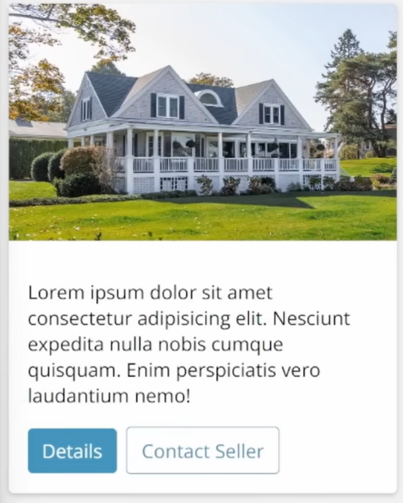 Lorem ipsum dolor sit amet
consectetur adipisicing elit. Nesciunt
expedita nulla nobis cumque
quisquam. Enim perspiciatis vero
laudantium nemo!
Details
Contact Seller